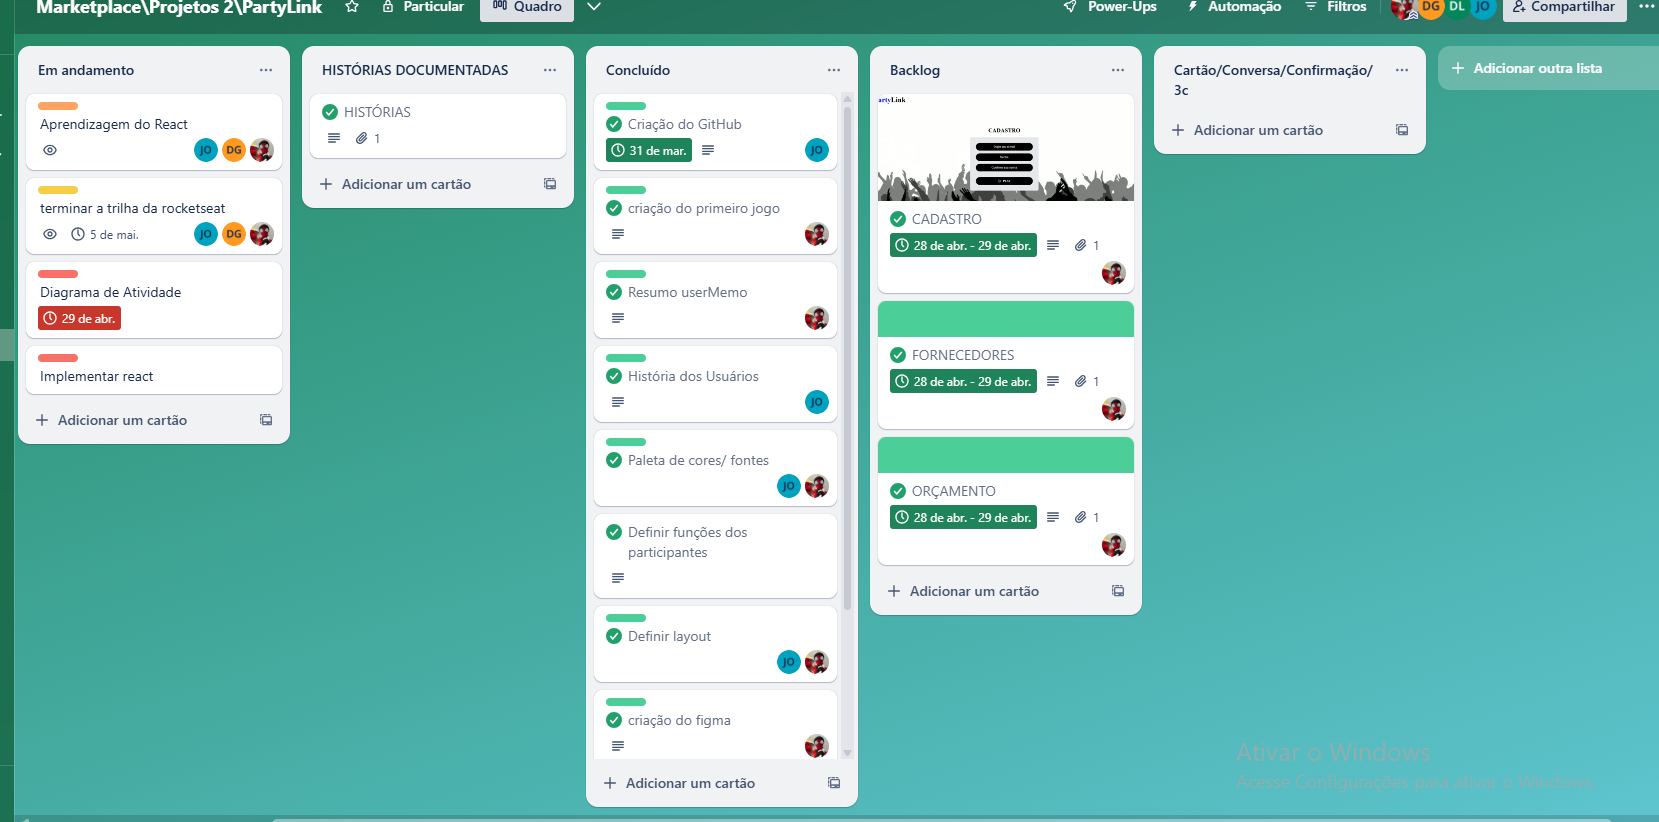 Marketplace\Projetos 2\PartyLink
Particular
Quadro
Power-Ups
Automação
Filtros
DG
DL
JO
Compartilhar
Em andamento
Aprendizagem do React
JO
DG
terminar a trilha da rocketseat
5 de mai.
JO
DG
Diagrama de Atividade
29 de abr.
Implementar react
Adicionar um cartão
HISTÓRIAS DOCUMENTADAS
HISTÓRIAS
1
Adicionar um cartão
Concluído
Criação do GitHub
31 de mar.
JO
criação do primeiro jogo
Resumo userMemo
História dos Usuários
JO
Paleta de cores/ fontes
JO
Definir funções dos
participantes
Definir layout
JO
criação do figma
Adicionar um cartão
Backlog
artyLink
CADASTRO
CADASTRO
28 de abr. - 29 de abr.
1
FORNECEDORES
28 de abr. - 29 de abr.
1
ORÇAMENTO
28 de abr. - 29 de abr.
1
Adicionar um cartão
Cartão/Conversa/Confirmação/
3c
Adicionar um cartão
Adicionar outra lista
Ativar o Windows
Acesse Configurações para ativar o Windows.